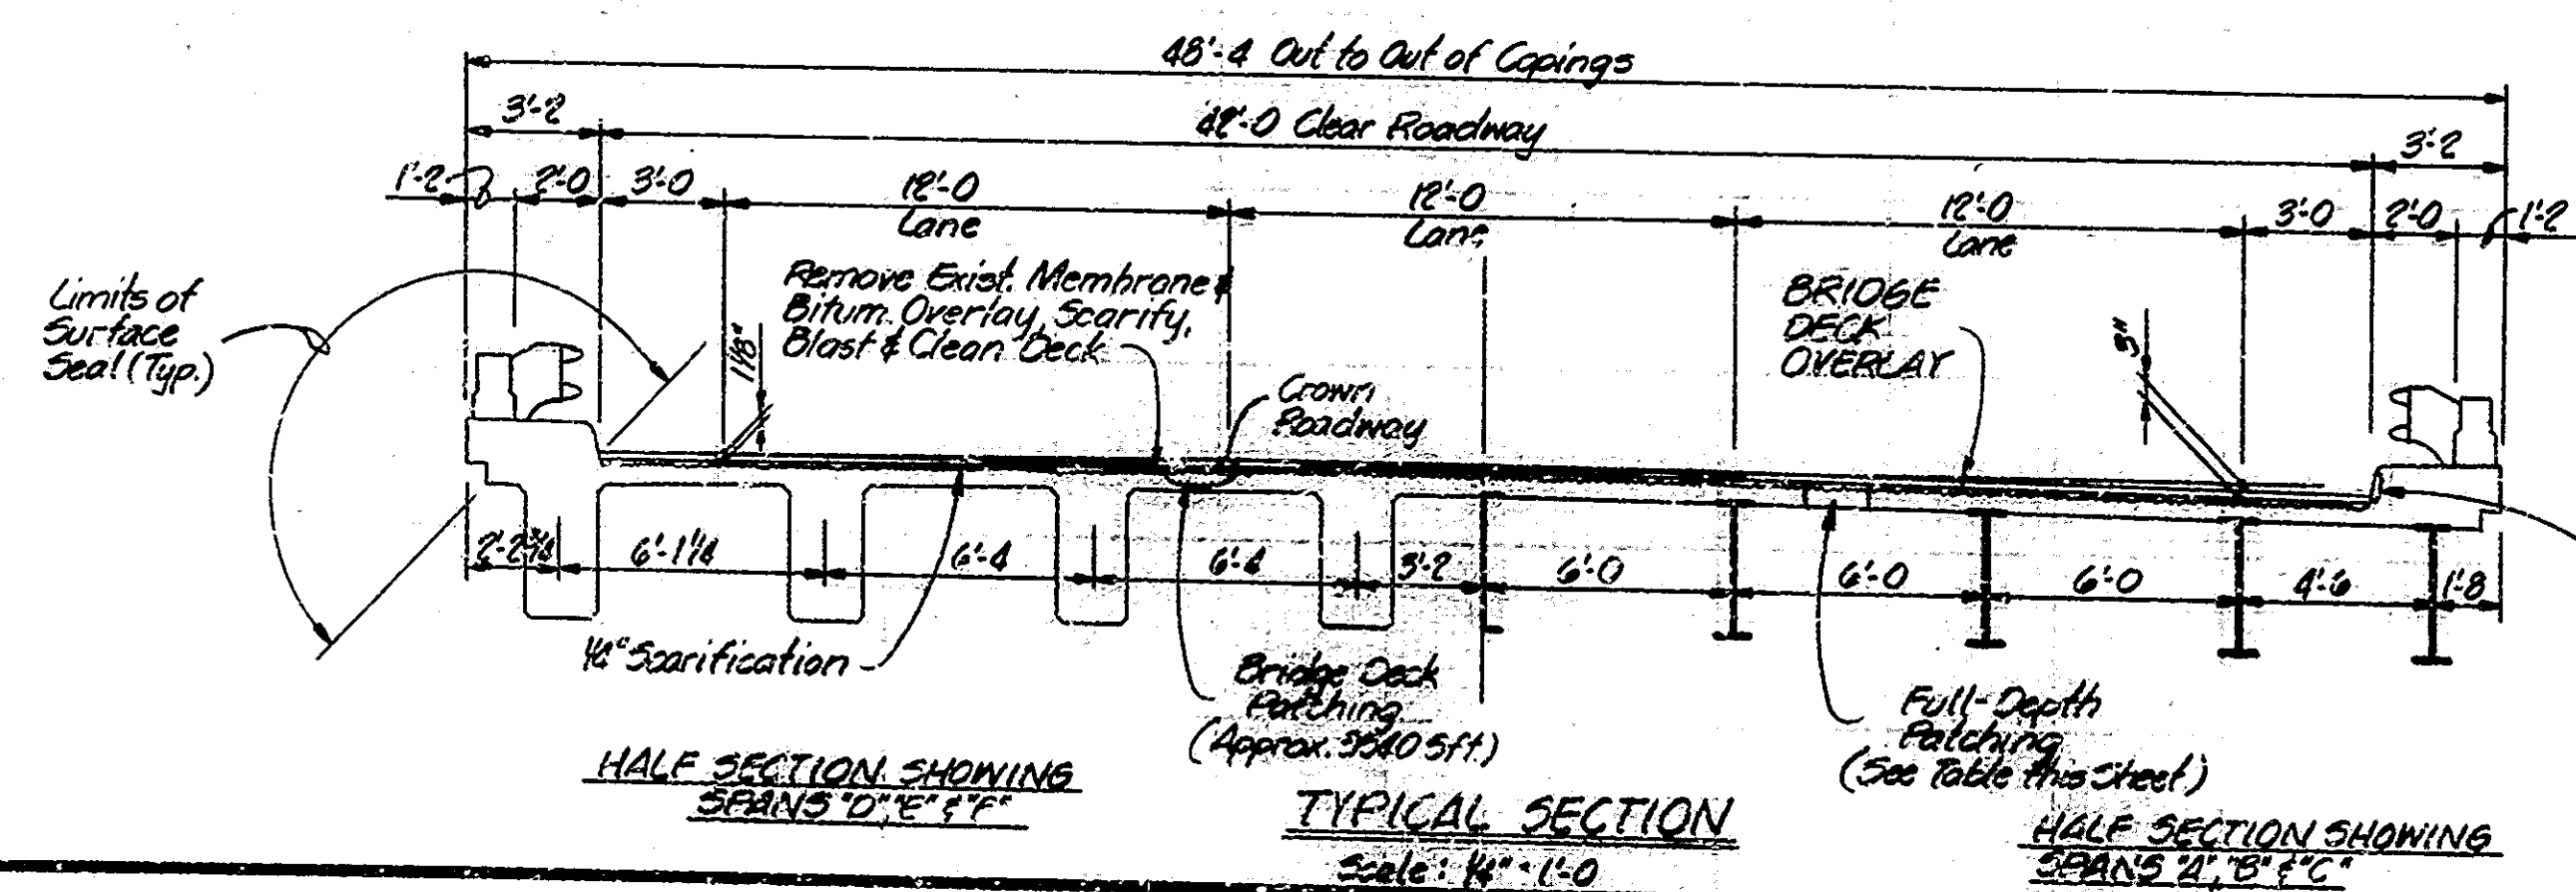 48'-4 Out to Out of Copings
3'-2
42'-0 Clear Roadway
3'-2
1'-2
2'-0
3'-0
12'-0
Lane
12'-0
Lane
12'-0
Lane
3'-0
2'-0
1'-2
Limits of
Surface
Seal (Typ.)
Remove Exist. Membrane &
Bitum. Overlay, Scarify,
Blast & Clean Deck
1 1/8"
Crown
Roadway
BRIDGE
DECK
OVERLAY
3"
2'-2 3/4
6'-1 1/4
6'-4
6'-4
3'-2
6'-0
6'-0
6'-0
4'-6
1'-8
1/4" Scarification
Bridge Deck
Patching
(Approx. 5540 Sft.)
Full-Depth
Patching
(See Table this Sheet)
HALF SECTION SHOWING
SPANS "D", "E" & "F"
TYPICAL SECTION
Scale: 1/4" = 1'-0
HALF SECTION SHOWING
SPANS "A", "B" & "C"